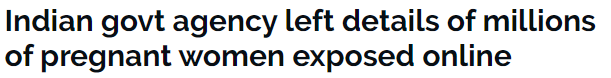 Indian govt agency left details of millions
of pregnant women exposed online